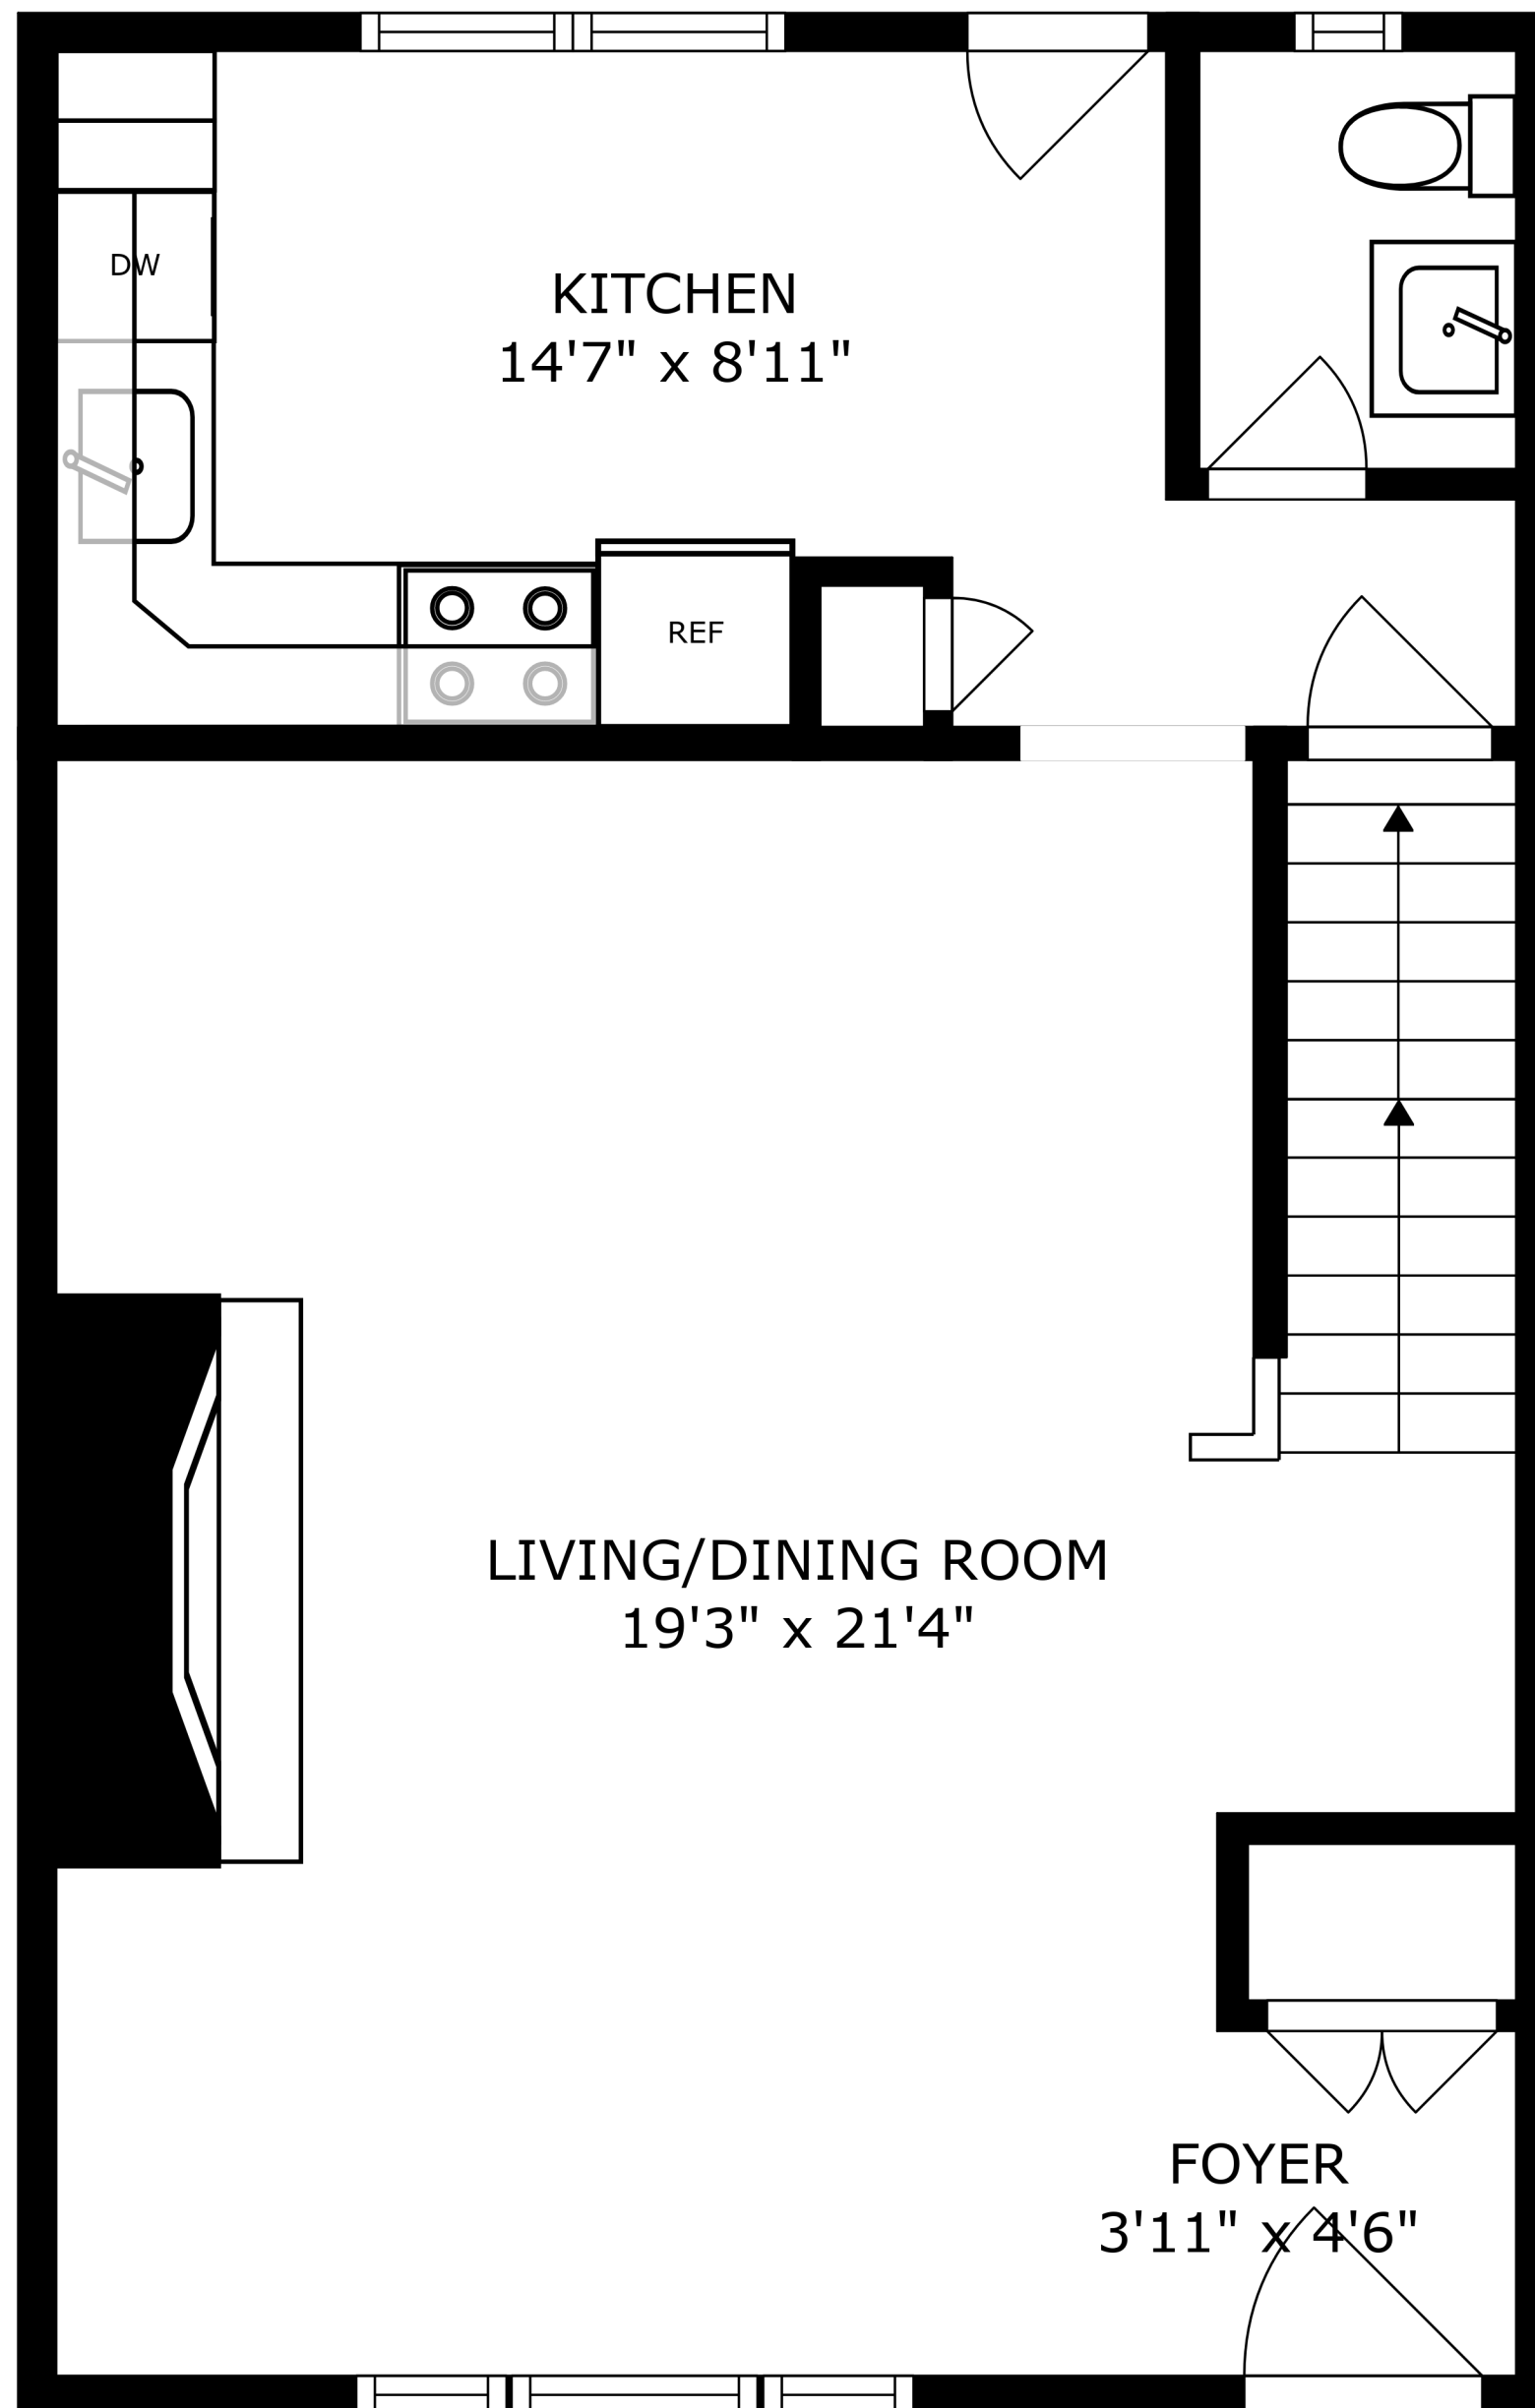 DW
KITCHEN
14'7" x 8'11"
REF
LIVING/DINING ROOM
19'3" x 21'4"
FOYER
3'11" x 4'6"